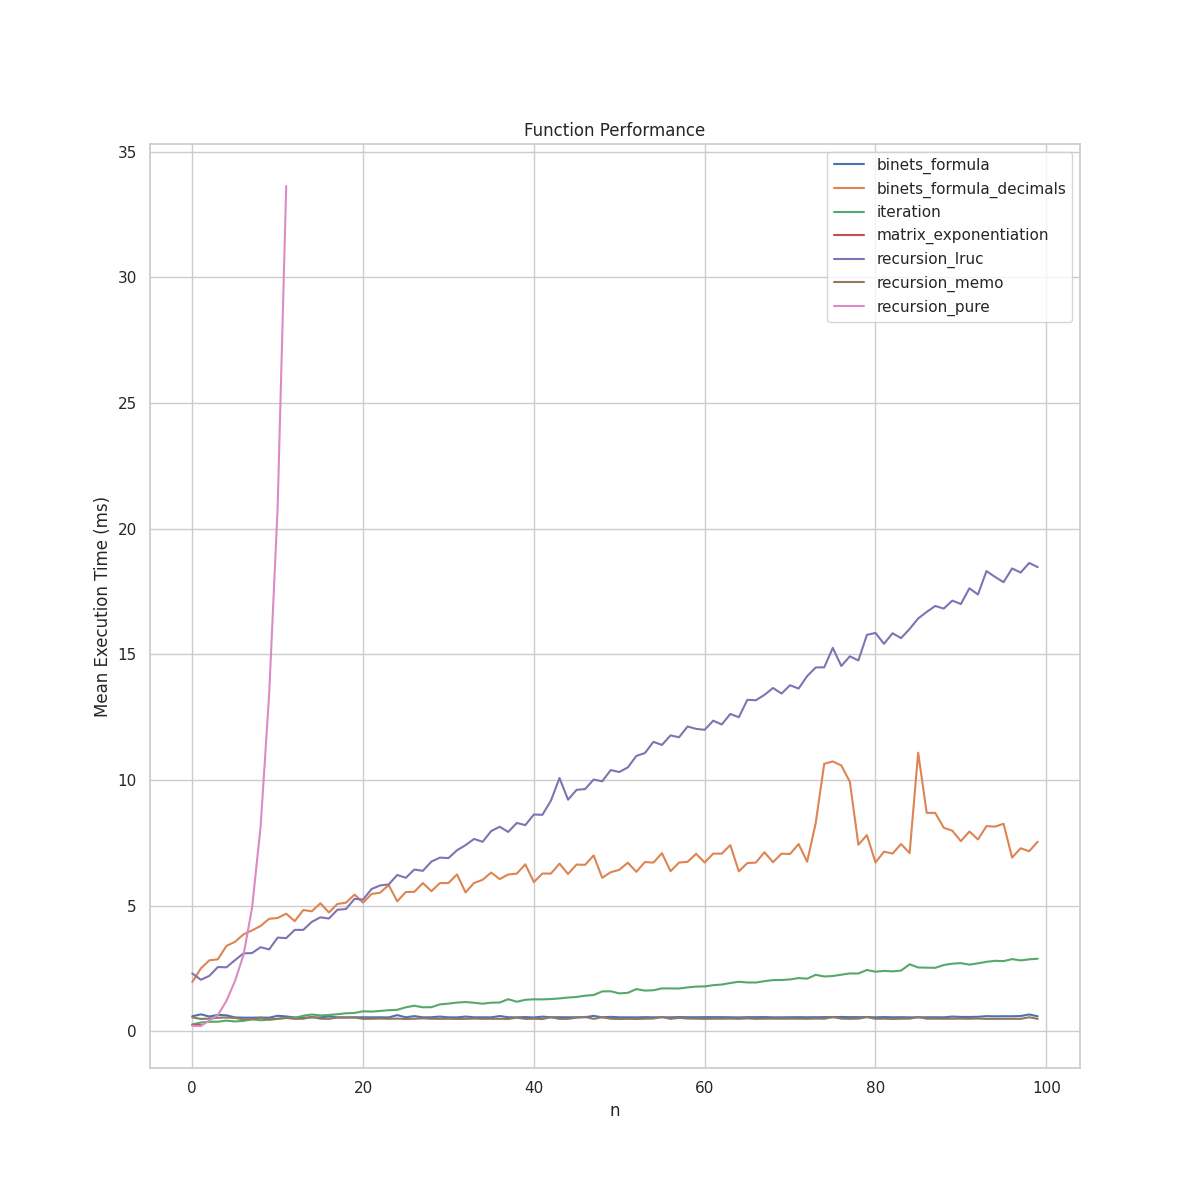 Function Performance
35
30
25
20
15
10
5
0
Mean Execution Time (ms)
binets_formula
binets_formula_decimals
iteration
matrix_exponentiation
recursion_lruc
recursion_memo
recursion_pure
0 20 40 60 80 100
n